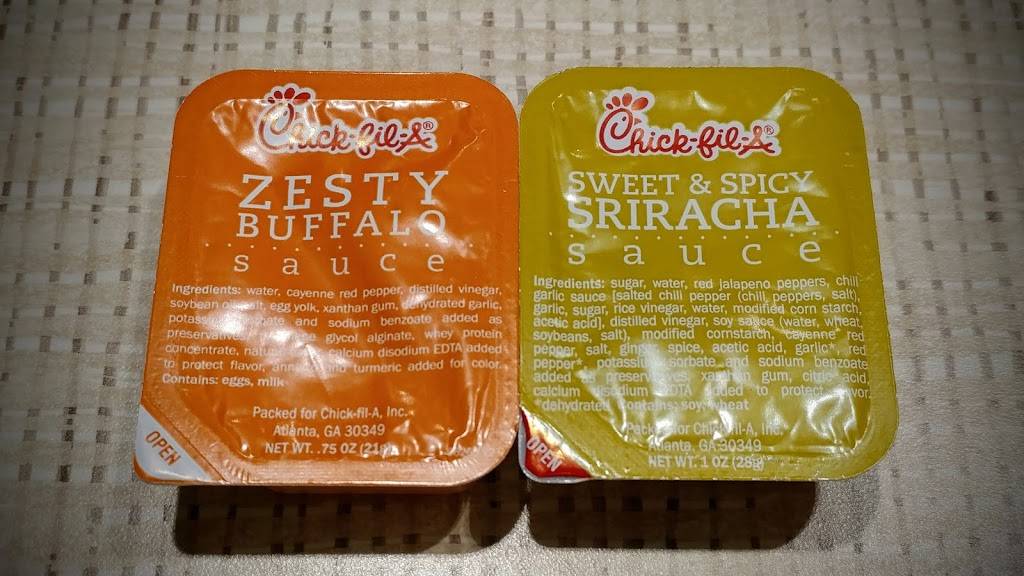 Chick-fil-A®
ZESTY
BUFFALO
sauce
Ingredients: water, cayenne red pepper, distilled vinegar,
soybean oil, salt, egg yolk, xanthan gum, dehydrated garlic,
and sodium benzoate added as
glycol alginate, whey protein
concentrate, calcium disodium EDTA added
to protect flavor, and turmeric added for color.
Contains: eggs, milk
Packed for Chick-fil-A, Inc.
Atlanta, GA 30349
NET WT. .75 OZ (21g)
OPEN
Chick-fil-A®
SWEET & SPICY
SRIRACHA
sauce
Ingredients: sugar, water, red jalapeno peppers, chili
garlic sauce [salted chili pepper (chili, peppers, salt),
garlic, sugar, rice vinegar, water, modified corn starch,
acetic acid], distilled vinegar, soy sauce (water, wheat,
soybeans, salt), modified cornstarch, cayenne red
pepper, salt, ginger, spice, acetic acid, garlic*, red
pepper*, potassium sorbate and sodium benzoate
added as preservatives, xanthan gum, citric acid,
calcium disodium EDTA added to protect flavor.
*dehydrated Contains: soy, wheat
Packed for Chick-fil-A, Inc.
Atlanta, GA 30349
NET WT. 1 OZ (28g)
OPEN